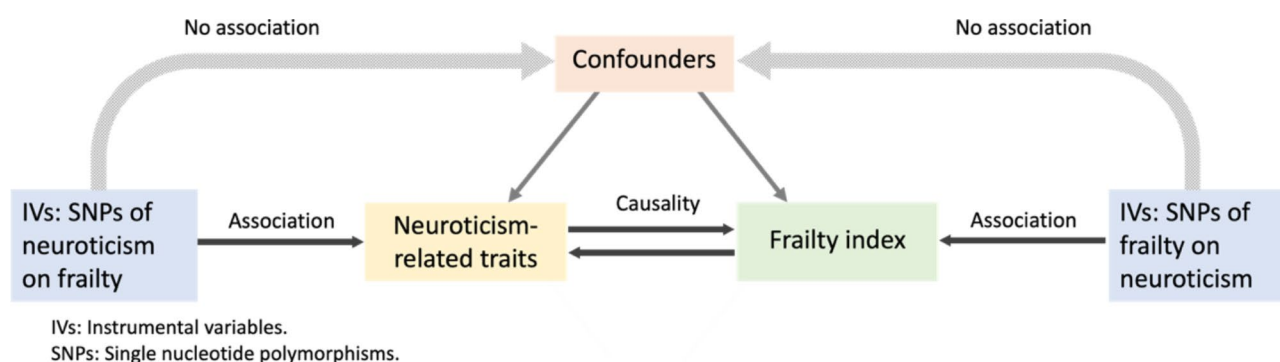 No association
No association
Confounders
IVs: SNPs of
neuroticism
on frailty
Association
Neuroticism-
related traits
Causality
Frailty index
Association
IVs: SNPs of
frailty on
neuroticism
IVs: Instrumental variables.
SNPs: Single nucleotide polymorphisms.